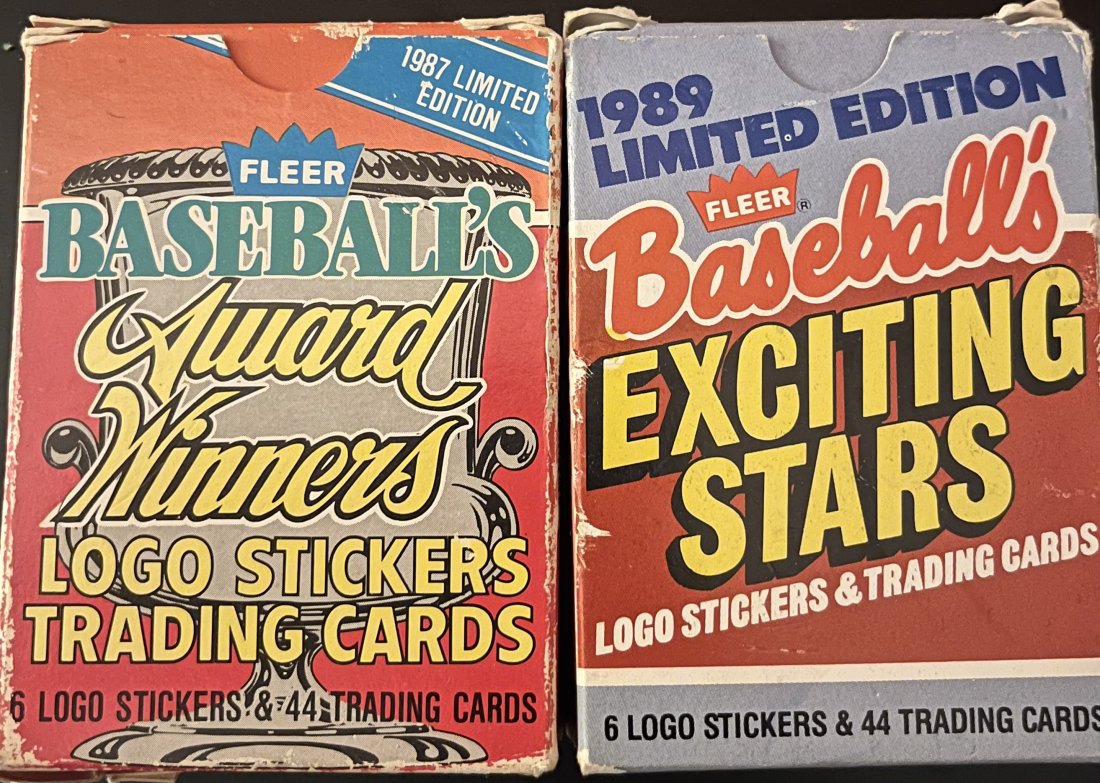 1987 LIMITED
EDITION
FLEER
BASEBALL'S
Award
Winners
LOGO STICKERS
TRADING CARDS
6 LOGO STICKERS & 44 TRADING CARDS
1989
LIMITED EDITION
FLEER ®
Baseball's
EXCITING
STARS
LOGO STICKERS & TRADING CARDS
6 LOGO STICKERS & 44 TRADING CARDS